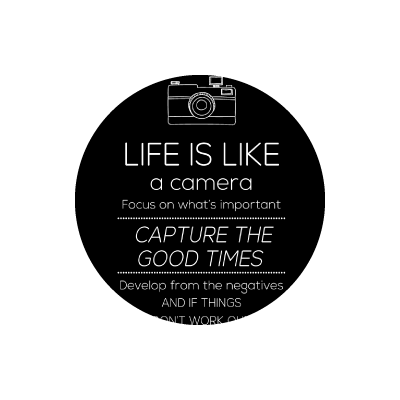 LIFE IS LIKE
a camera
Focus on what's important
CAPTURE THE
GOOD TIMES
Develop from the negatives
AND IF THINGS
WORK